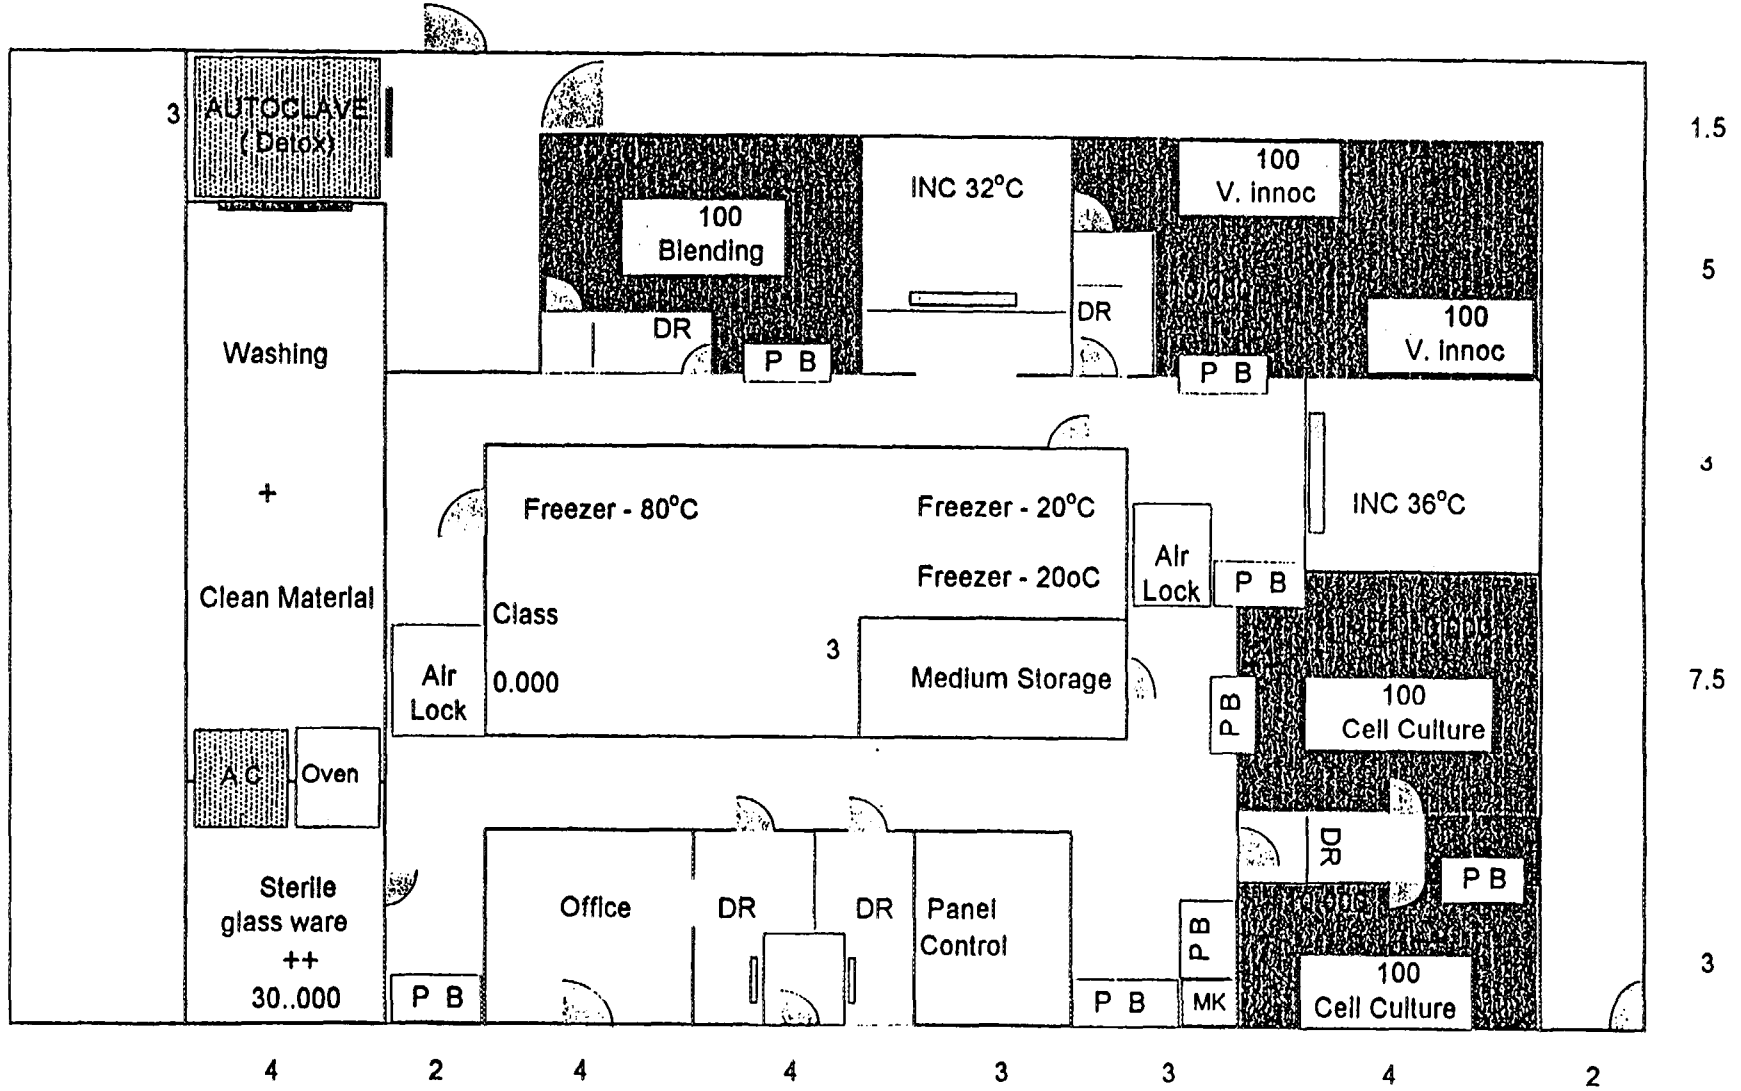 3
AUTOCLAVE
( Detox)
1.5
INC 32°C
100
V. innoc
100
Blending
5
DR
DR
100
V. innoc
Washing
P B
P B
3
+
Freezer - 80°C
Freezer - 20°C
INC 36°C
Air
Lock
Freezer - 20oC
P B
Clean Material
Class
0.000
3
Medium Storage
Air
Lock
P B
100
Cell Culture
7.5
A C
Oven
DR
P B
Sterile
glass ware
++
30..000
Office
DR
DR
Panel
Control
P B
P B
P B
MK
100
Cell Culture
3
4
2
4
4
3
3
4
2